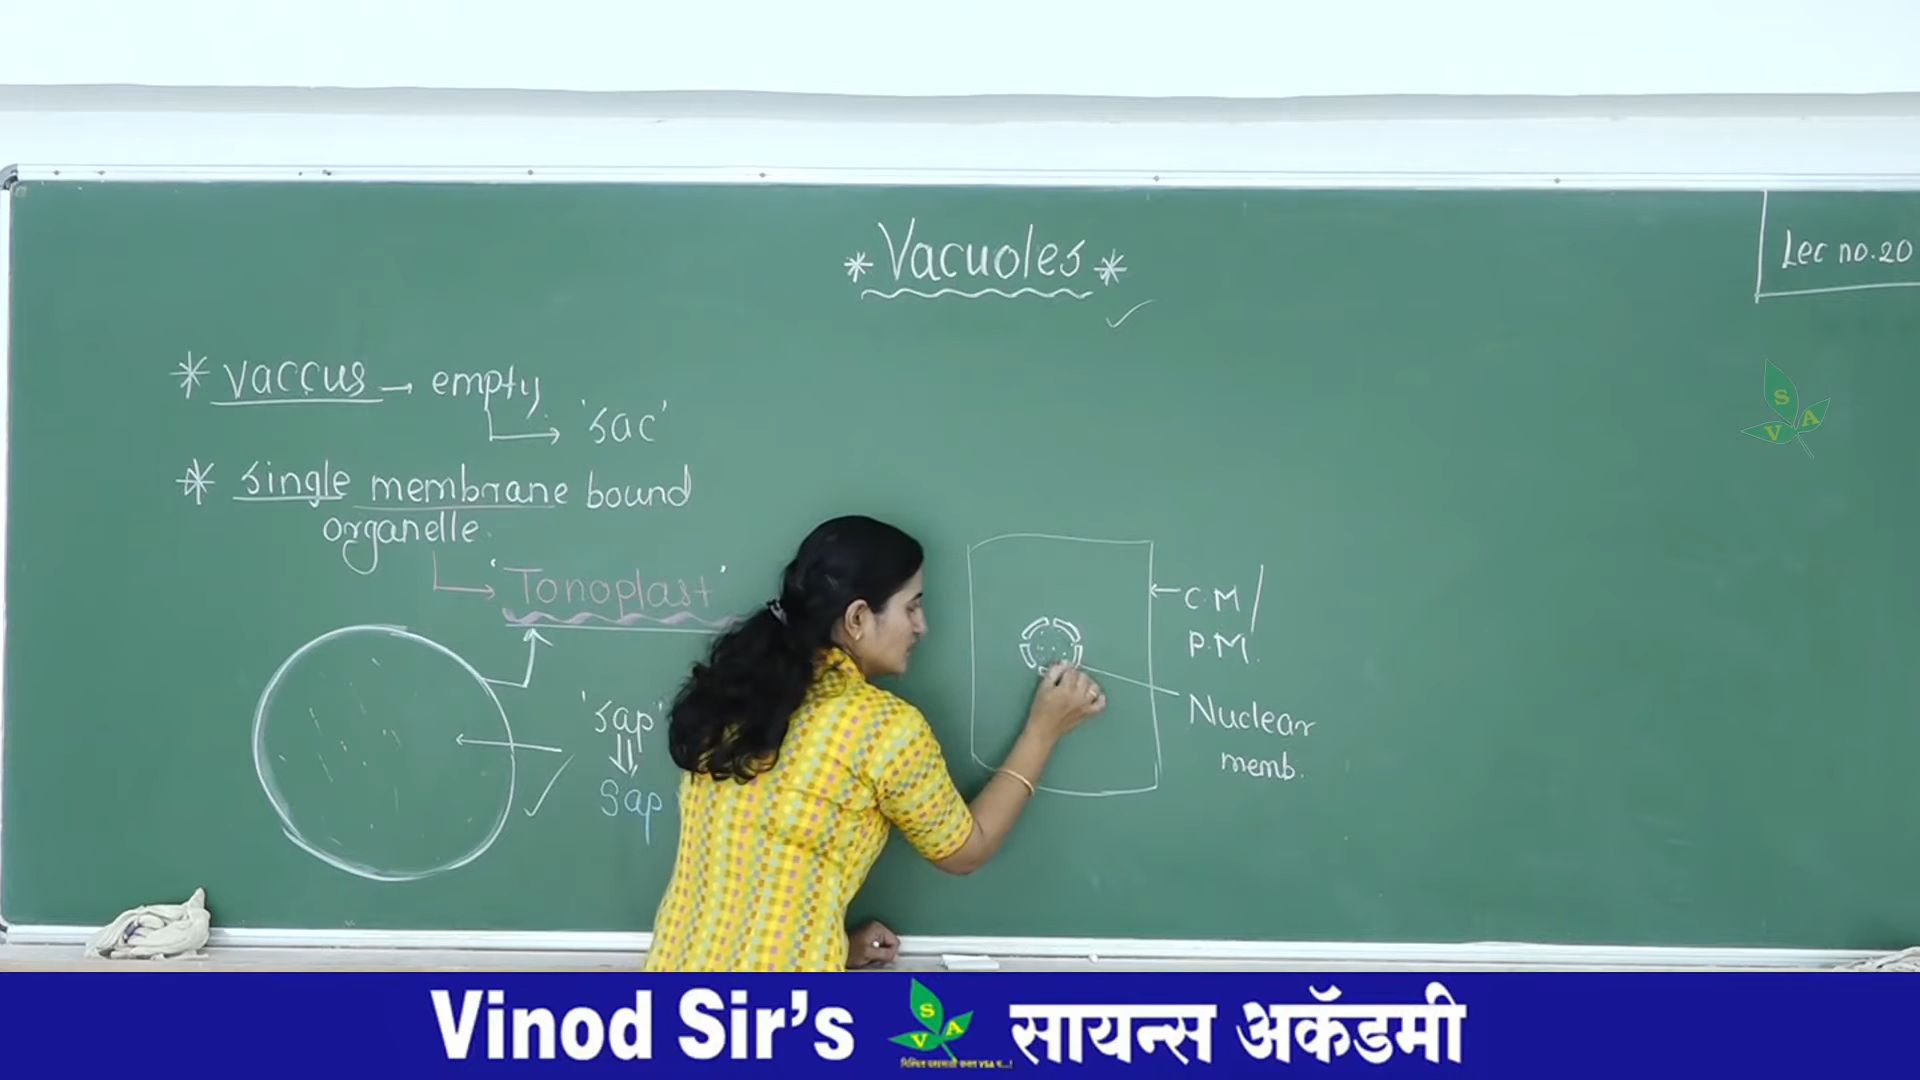 * Vacuoles *
Lec no. 20
* vaccus → empty
'sac'
* single membrane bound
organelle
'Tonoplast'
'sap'
Sap
C.M /
P.M.
Nuclear
memb.
S
V A
Vinod Sir's
S
V A
सायन्स अकॅडमी